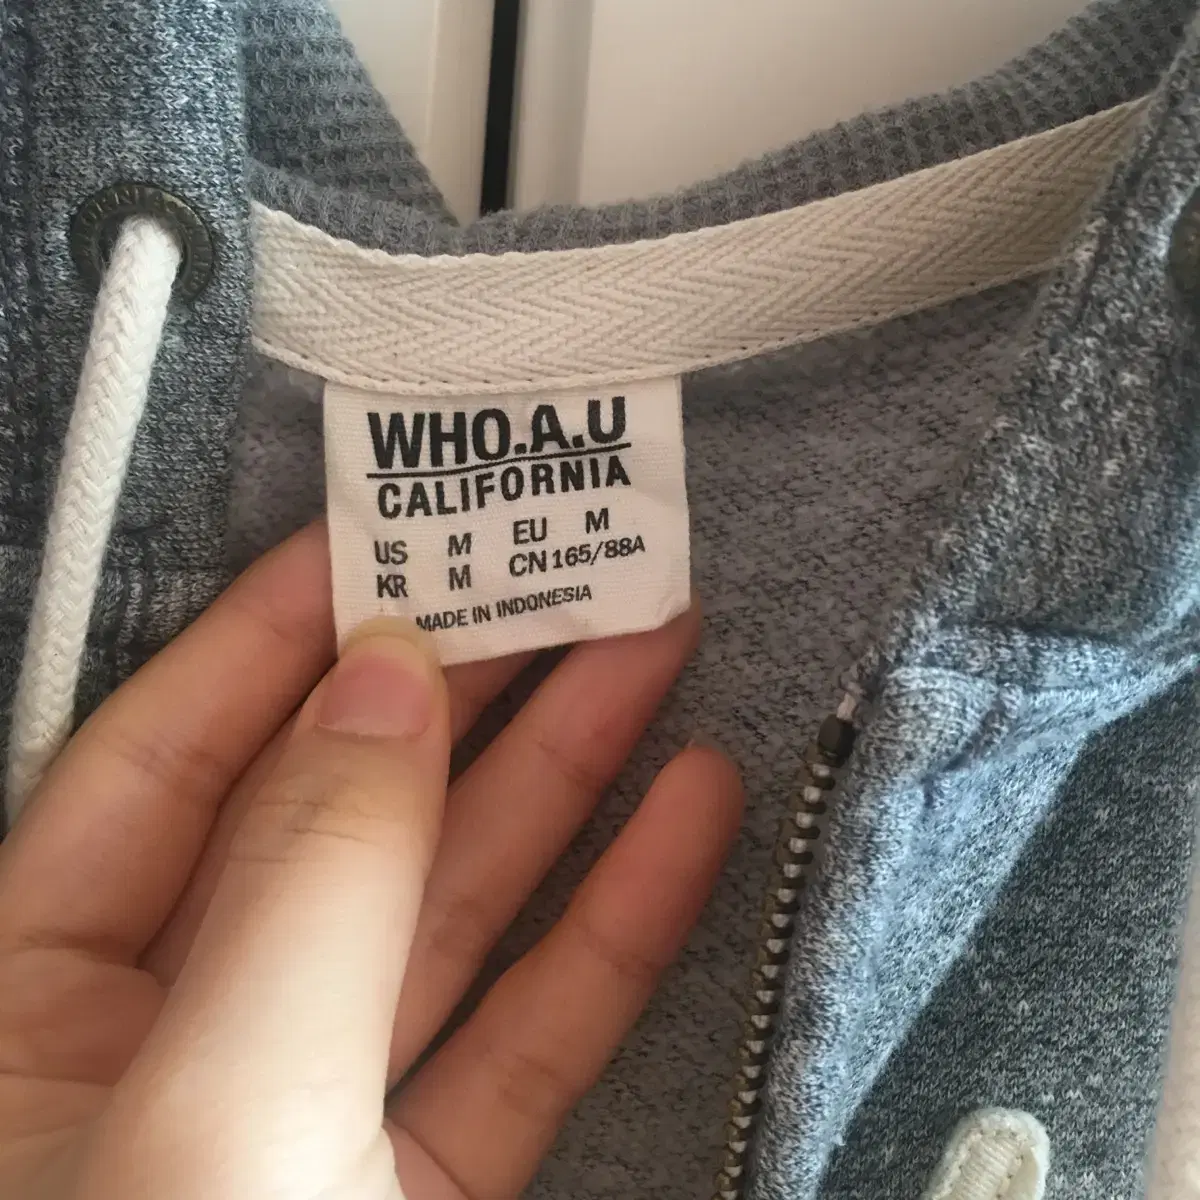 WHO.A.U
CALIFORNIA
US M EU M
KR M CN 165/88A
MADE IN INDONESIA